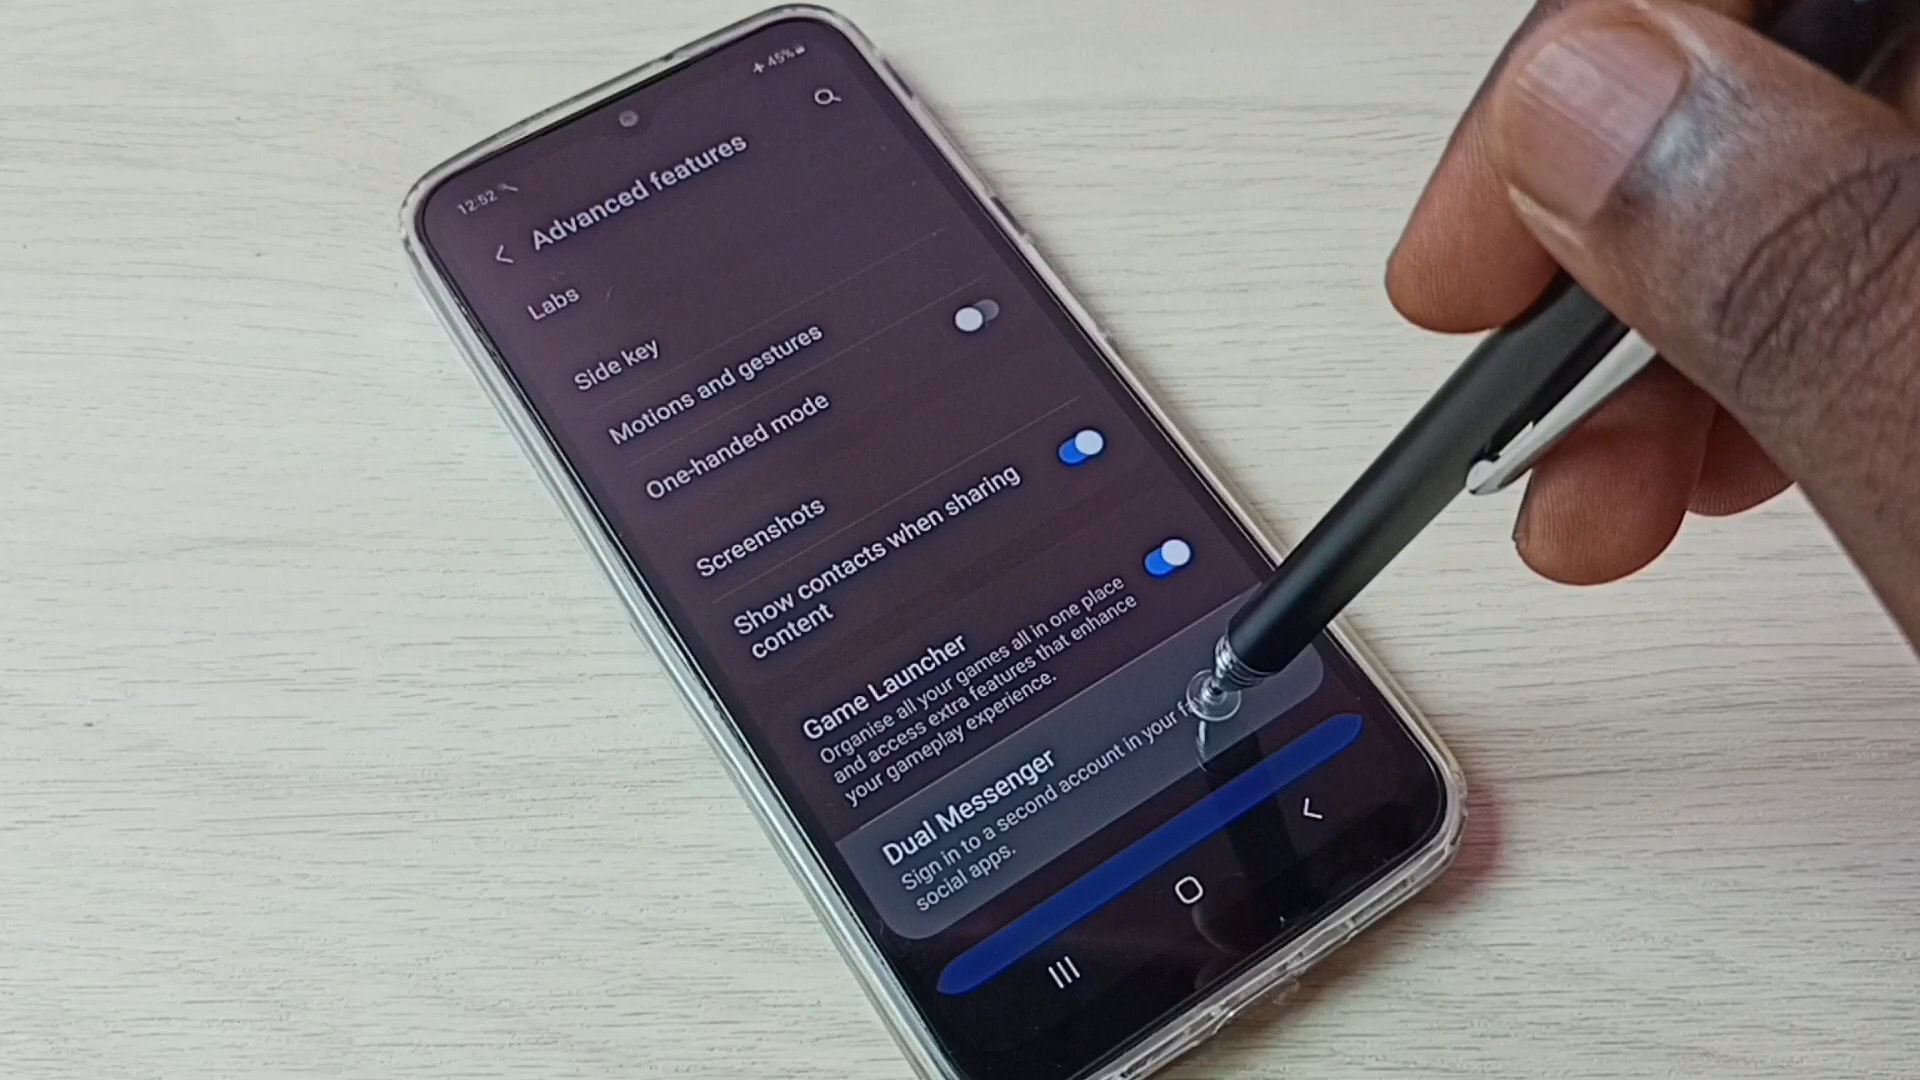 12:52
45%
Advanced features
Labs
Side key
Motions and gestures
One-handed mode
Screenshots
Show contacts when sharing
content
Game Launcher
Organise all your games all in one place
and access extra features that enhance
your gameplay experience.
Dual Messenger
Sign in to a second account in your
social apps.